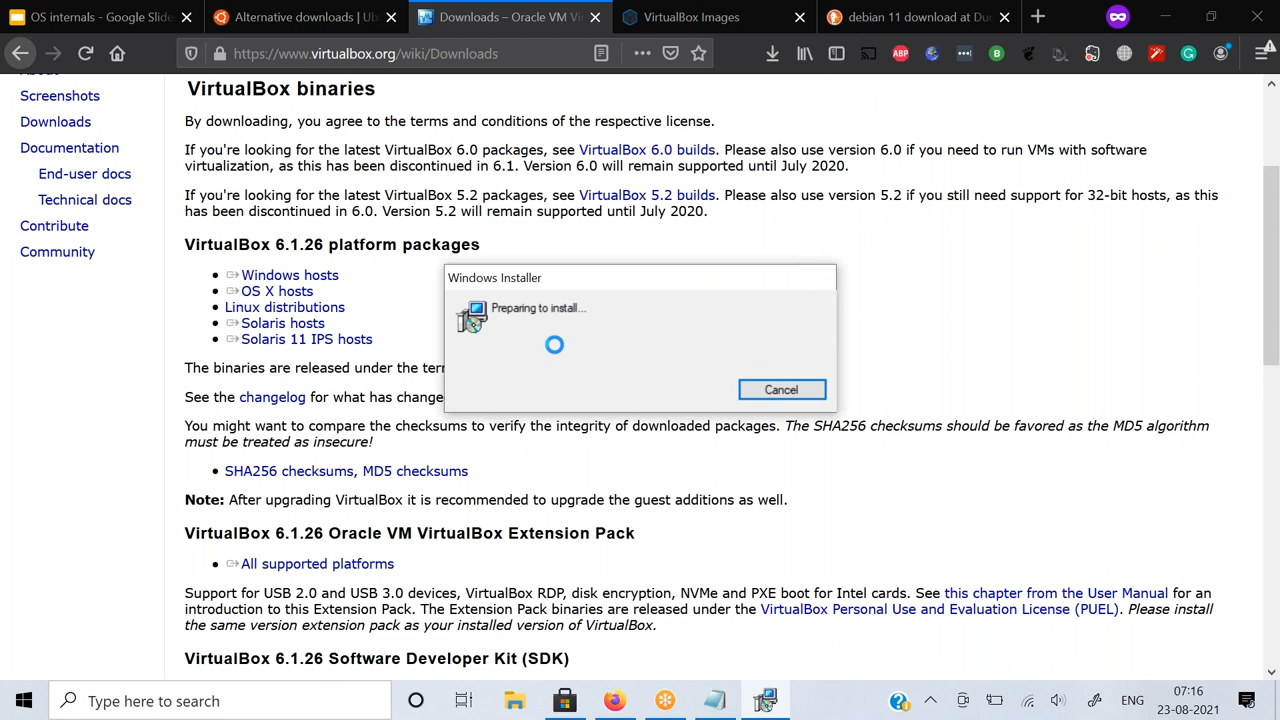 OS internals - Google Slides
Alternative downloads | Ub
Downloads – Oracle VM Vi
VirtualBox Images
debian 11 download at Duc
https://www.virtualbox.org/wiki/Downloads
Screenshots
Downloads
Documentation
End-user docs
Technical docs
Contribute
Community
VirtualBox binaries
By downloading, you agree to the terms and conditions of the respective license.
If you're looking for the latest VirtualBox 6.0 packages, see VirtualBox 6.0 builds. Please also use version 6.0 if you need to run VMs with software
virtualization, as this has been discontinued in 6.1. Version 6.0 will remain supported until July 2020.
If you're looking for the latest VirtualBox 5.2 packages, see VirtualBox 5.2 builds. Please also use version 5.2 if you still need support for 32-bit hosts, as this
has been discontinued in 6.0. Version 5.2 will remain supported until July 2020.
VirtualBox 6.1.26 platform packages
Windows hosts
OS X hosts
Linux distributions
Solaris hosts
Solaris 11 IPS hosts
Windows Installer
Preparing to install...
Cancel
The binaries are released under the ter
See the changelog for what has change
You might want to compare the checksums to verify the integrity of downloaded packages. The SHA256 checksums should be favored as the MD5 algorithm
must be treated as insecure!
SHA256 checksums, MD5 checksums
Note: After upgrading VirtualBox it is recommended to upgrade the guest additions as well.
VirtualBox 6.1.26 Oracle VM VirtualBox Extension Pack
All supported platforms
Support for USB 2.0 and USB 3.0 devices, VirtualBox RDP, disk encryption, NVMe and PXE boot for Intel cards. See this chapter from the User Manual for an
introduction to this Extension Pack. The Extension Pack binaries are released under the VirtualBox Personal Use and Evaluation License (PUEL). Please install
the same version extension pack as your installed version of VirtualBox.
VirtualBox 6.1.26 Software Developer Kit (SDK)
Type here to search
ENG
07:16
23-08-2021